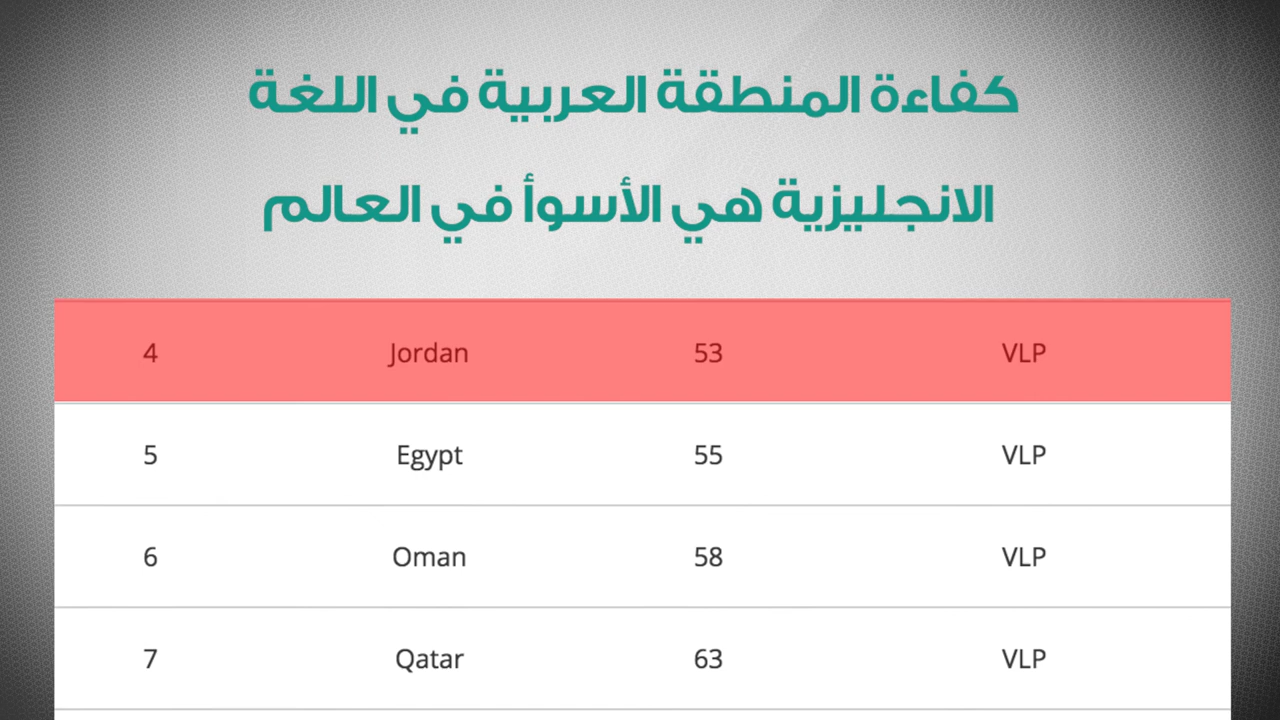 كفاءة المنطقة العربية في اللغة
الانجليزية هي الأسوأ في العالم
4 Jordan 53 VLP
5 Egypt 55 VLP
6 Oman 58 VLP
7 Qatar 63 VLP